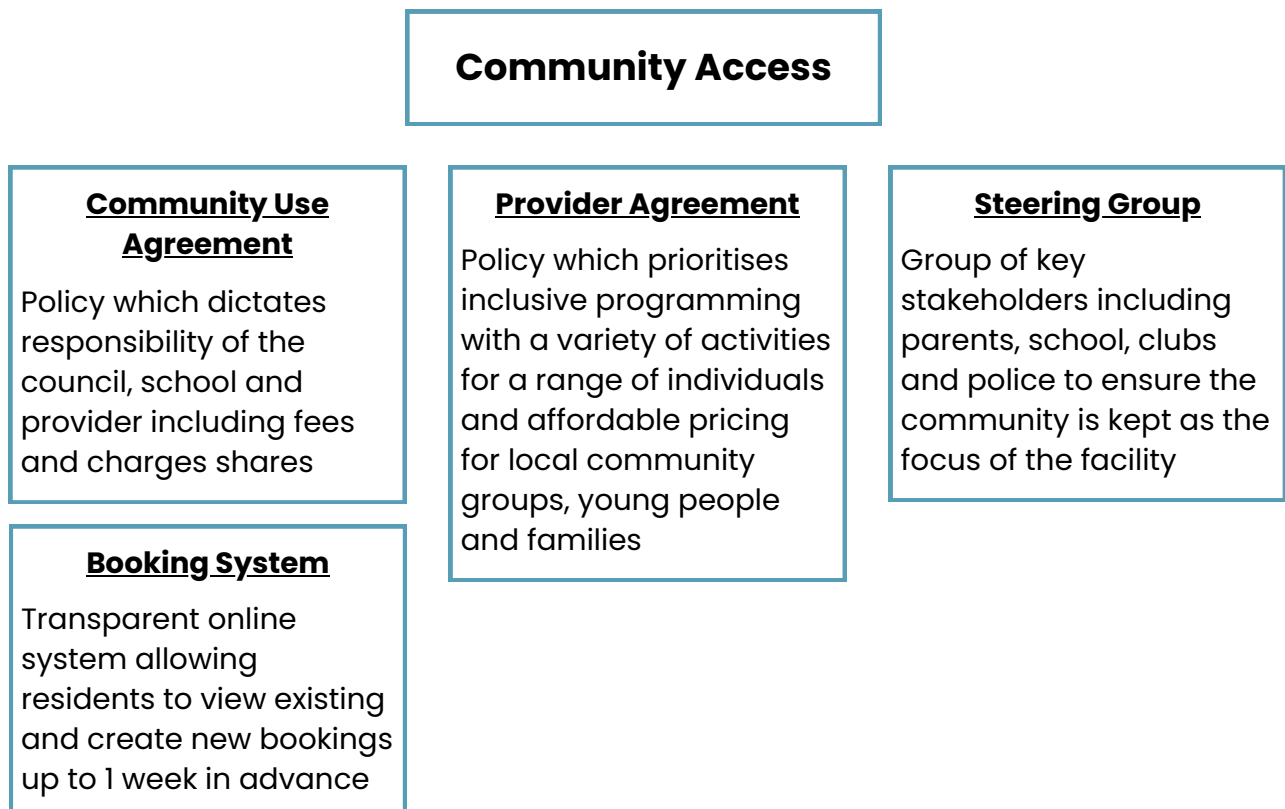 Community Access
Community Use
Agreement
Policy which dictates
responsibility of the
council, school and
provider including fees
and charges shares
Provider Agreement
Policy which prioritises
inclusive programming
with a variety of activities
for a range of individuals
and affordable pricing
for local community
groups, young people
and families
Steering Group
Group of key
stakeholders including
parents, school, clubs
and police to ensure the
community is kept as the
focus of the facility
Booking System
Transparent online
system allowing
residents to view existing
and create new bookings
up to 1 week in advance